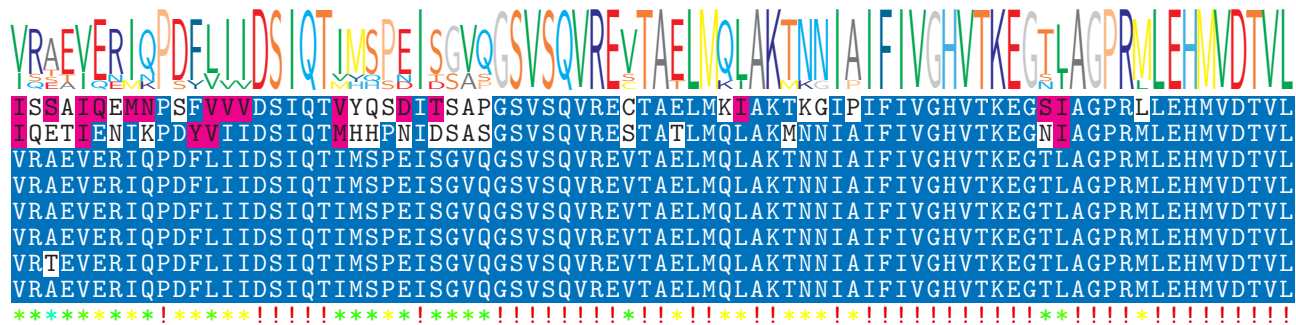 VRAEVERIQPDFLIIDSIQTIMSPEISGVQGSVSQVREVTAELMQLAKTNNIAIFIVGHVTKEGTLAGPRMLEHMVDTVL
ISSAIQEMNPSFVVVDSIQTVYQSDITSAPGSVSQVRECTAELMKIAKTKGIPIFIVGHVTKEGSIAGPRLLEHMVDTVL
IQETIENIKPDYVIIDSIQTMHHPNIDSASGSVSQVRESTATLMQLAKMNNIAIFIVGHVTKEGNIAGPRMLEHMVDTVL
VRAEVERIQPDFLIIDSIQTIMSPEISGVQGSVSQVREVTAELMQLAKTNNIAIFIVGHVTKEGTLAGPRMLEHMVDTVL
VRAEVERIQPDFLIIDSIQTIMSPEISGVQGSVSQVREVTAELMQLAKTNNIAIFIVGHVTKEGTLAGPRMLEHMVDTVL
VRAEVERIQPDFLIIDSIQTIMSPEISGVQGSVSQVREVTAELMQLAKTNNIAIFIVGHVTKEGTLAGPRMLEHMVDTVL
VRAEVERIQPDFLIIDSIQTIMSPEISGVQGSVSQVREVTAELMQLAKTNNIAIFIVGHVTKEGTLAGPRMLEHMVDTVL
VRTEVERIQPDFLIIDSIQTIMSPEISGVQGSVSQVREVTAELMQLAKTNNIAIFIVGHVTKEGTLAGPRMLEHMVDTVL
VRAEVERIQPDFLIIDSIQTIMSPEISGVQGSVSQVREVTAELMQLAKTNNIAIFIVGHVTKEGTLAGPRMLEHMVDTVL
*********!*****!!!!!*****!****!!!!!!!!*!!*!!**!!***!*!!!!!!!!!!!**!!!!*!!!!!!!!!